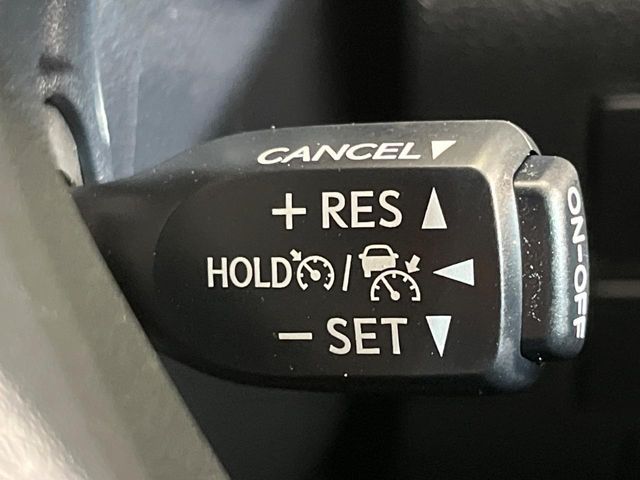 CANCEL
+ RES
HOLD /
- SET
ON-OFF